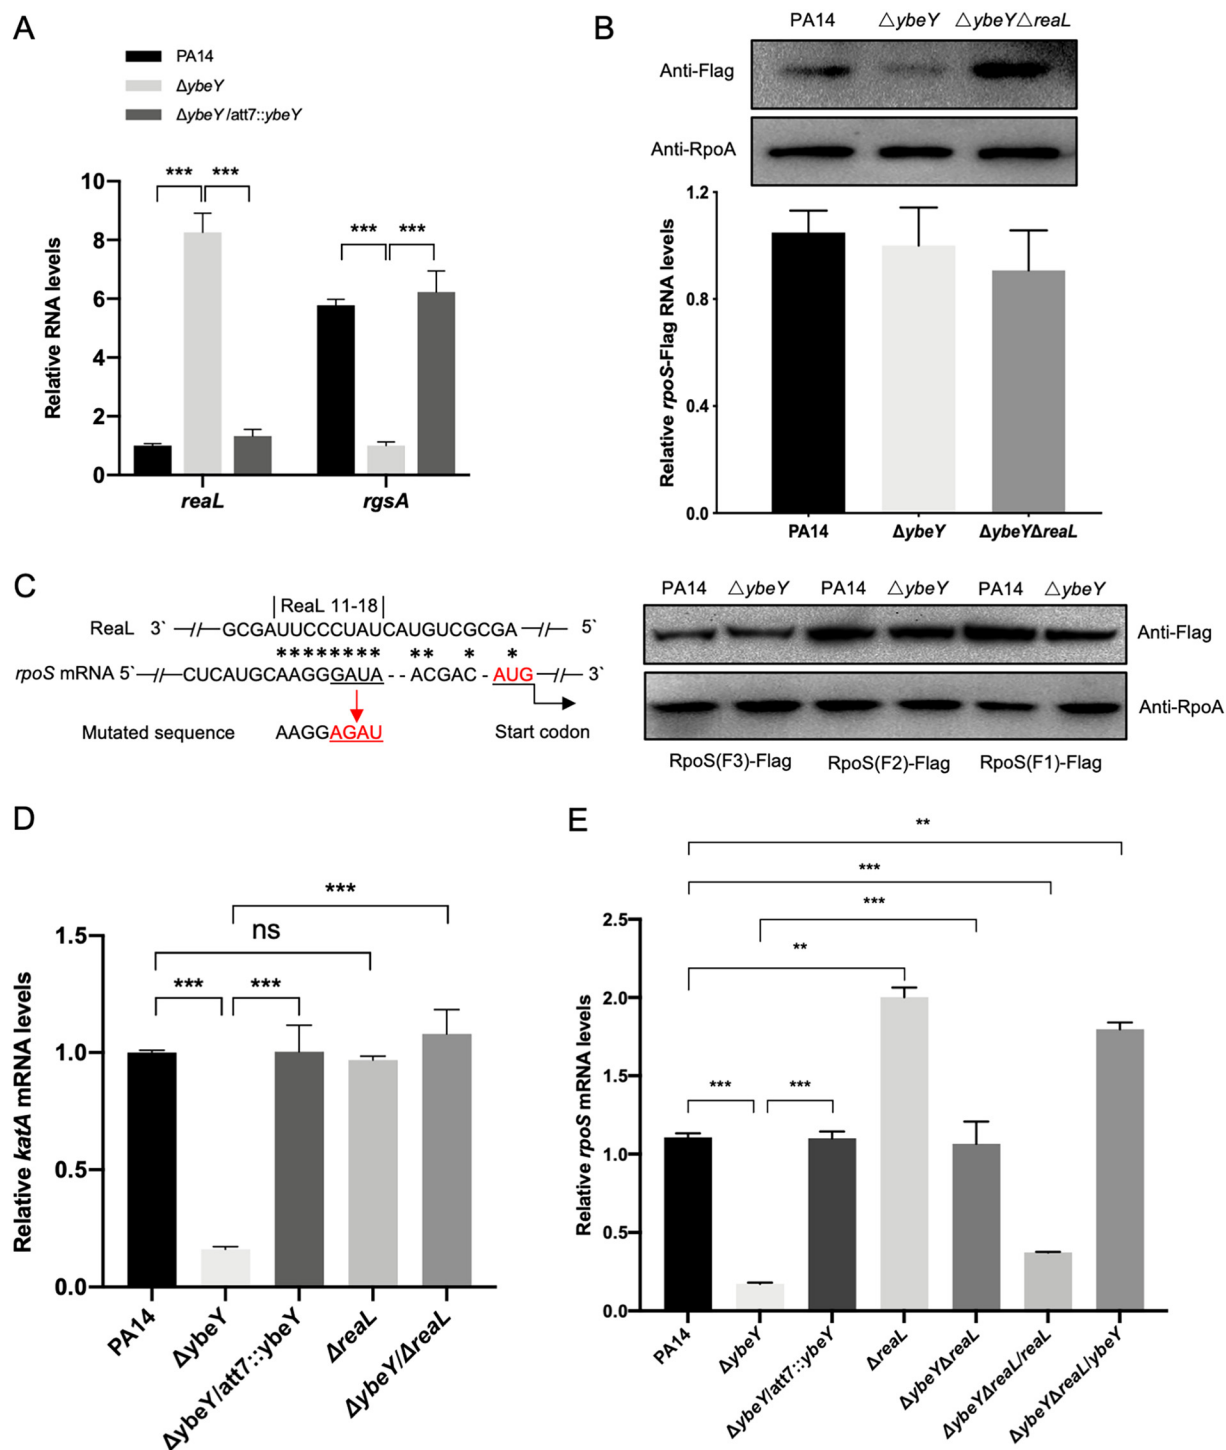 A
PA14
ΔybeY
ΔybeY/att7::ybeY
*** ***
*** ***
Relative RNA levels
10
8
6
4
2
0
reaL rgsA
B
PA14 △ybeY △ybeY△reaL
Anti-Flag
Anti-RpoA
Relative rpoS-Flag RNA levels
1.2
0.8
0.4
0.0
PA14 ΔybeY ΔybeYΔreaL
C
|ReaL 11-18|
ReaL 3` —//— GCGAUUCCCUAUCAUGUCGCGA —//— 5`
******** ** * *
rpoS mRNA 5`—//—CUCAUGCAAGGGAUA - - ACGAC - AUG —//— 3`
Mutated sequence AAGGAGAU Start codon
PA14 △ybeY PA14 △ybeY PA14 △ybeY
Anti-Flag
Anti-RpoA
RpoS(F3)-Flag RpoS(F2)-Flag RpoS(F1)-Flag
D
***
ns
*** ***
Relative katA mRNA levels
1.5
1.0
0.5
0.0
PA14
ΔybeY
ΔybeY/att7::ybeY
ΔreaL
ΔybeY/ΔreaL
E
**
***
***
**
*** ***
Relative rpoS mRNA levels
2.5
2.0
1.5
1.0
0.5
0.0
PA14
ΔybeY
ΔybeY/att7::ybeY
ΔreaL
ΔybeYΔreaL
ΔybeYΔreaL/reaL
ΔybeYΔreaL/ybeY